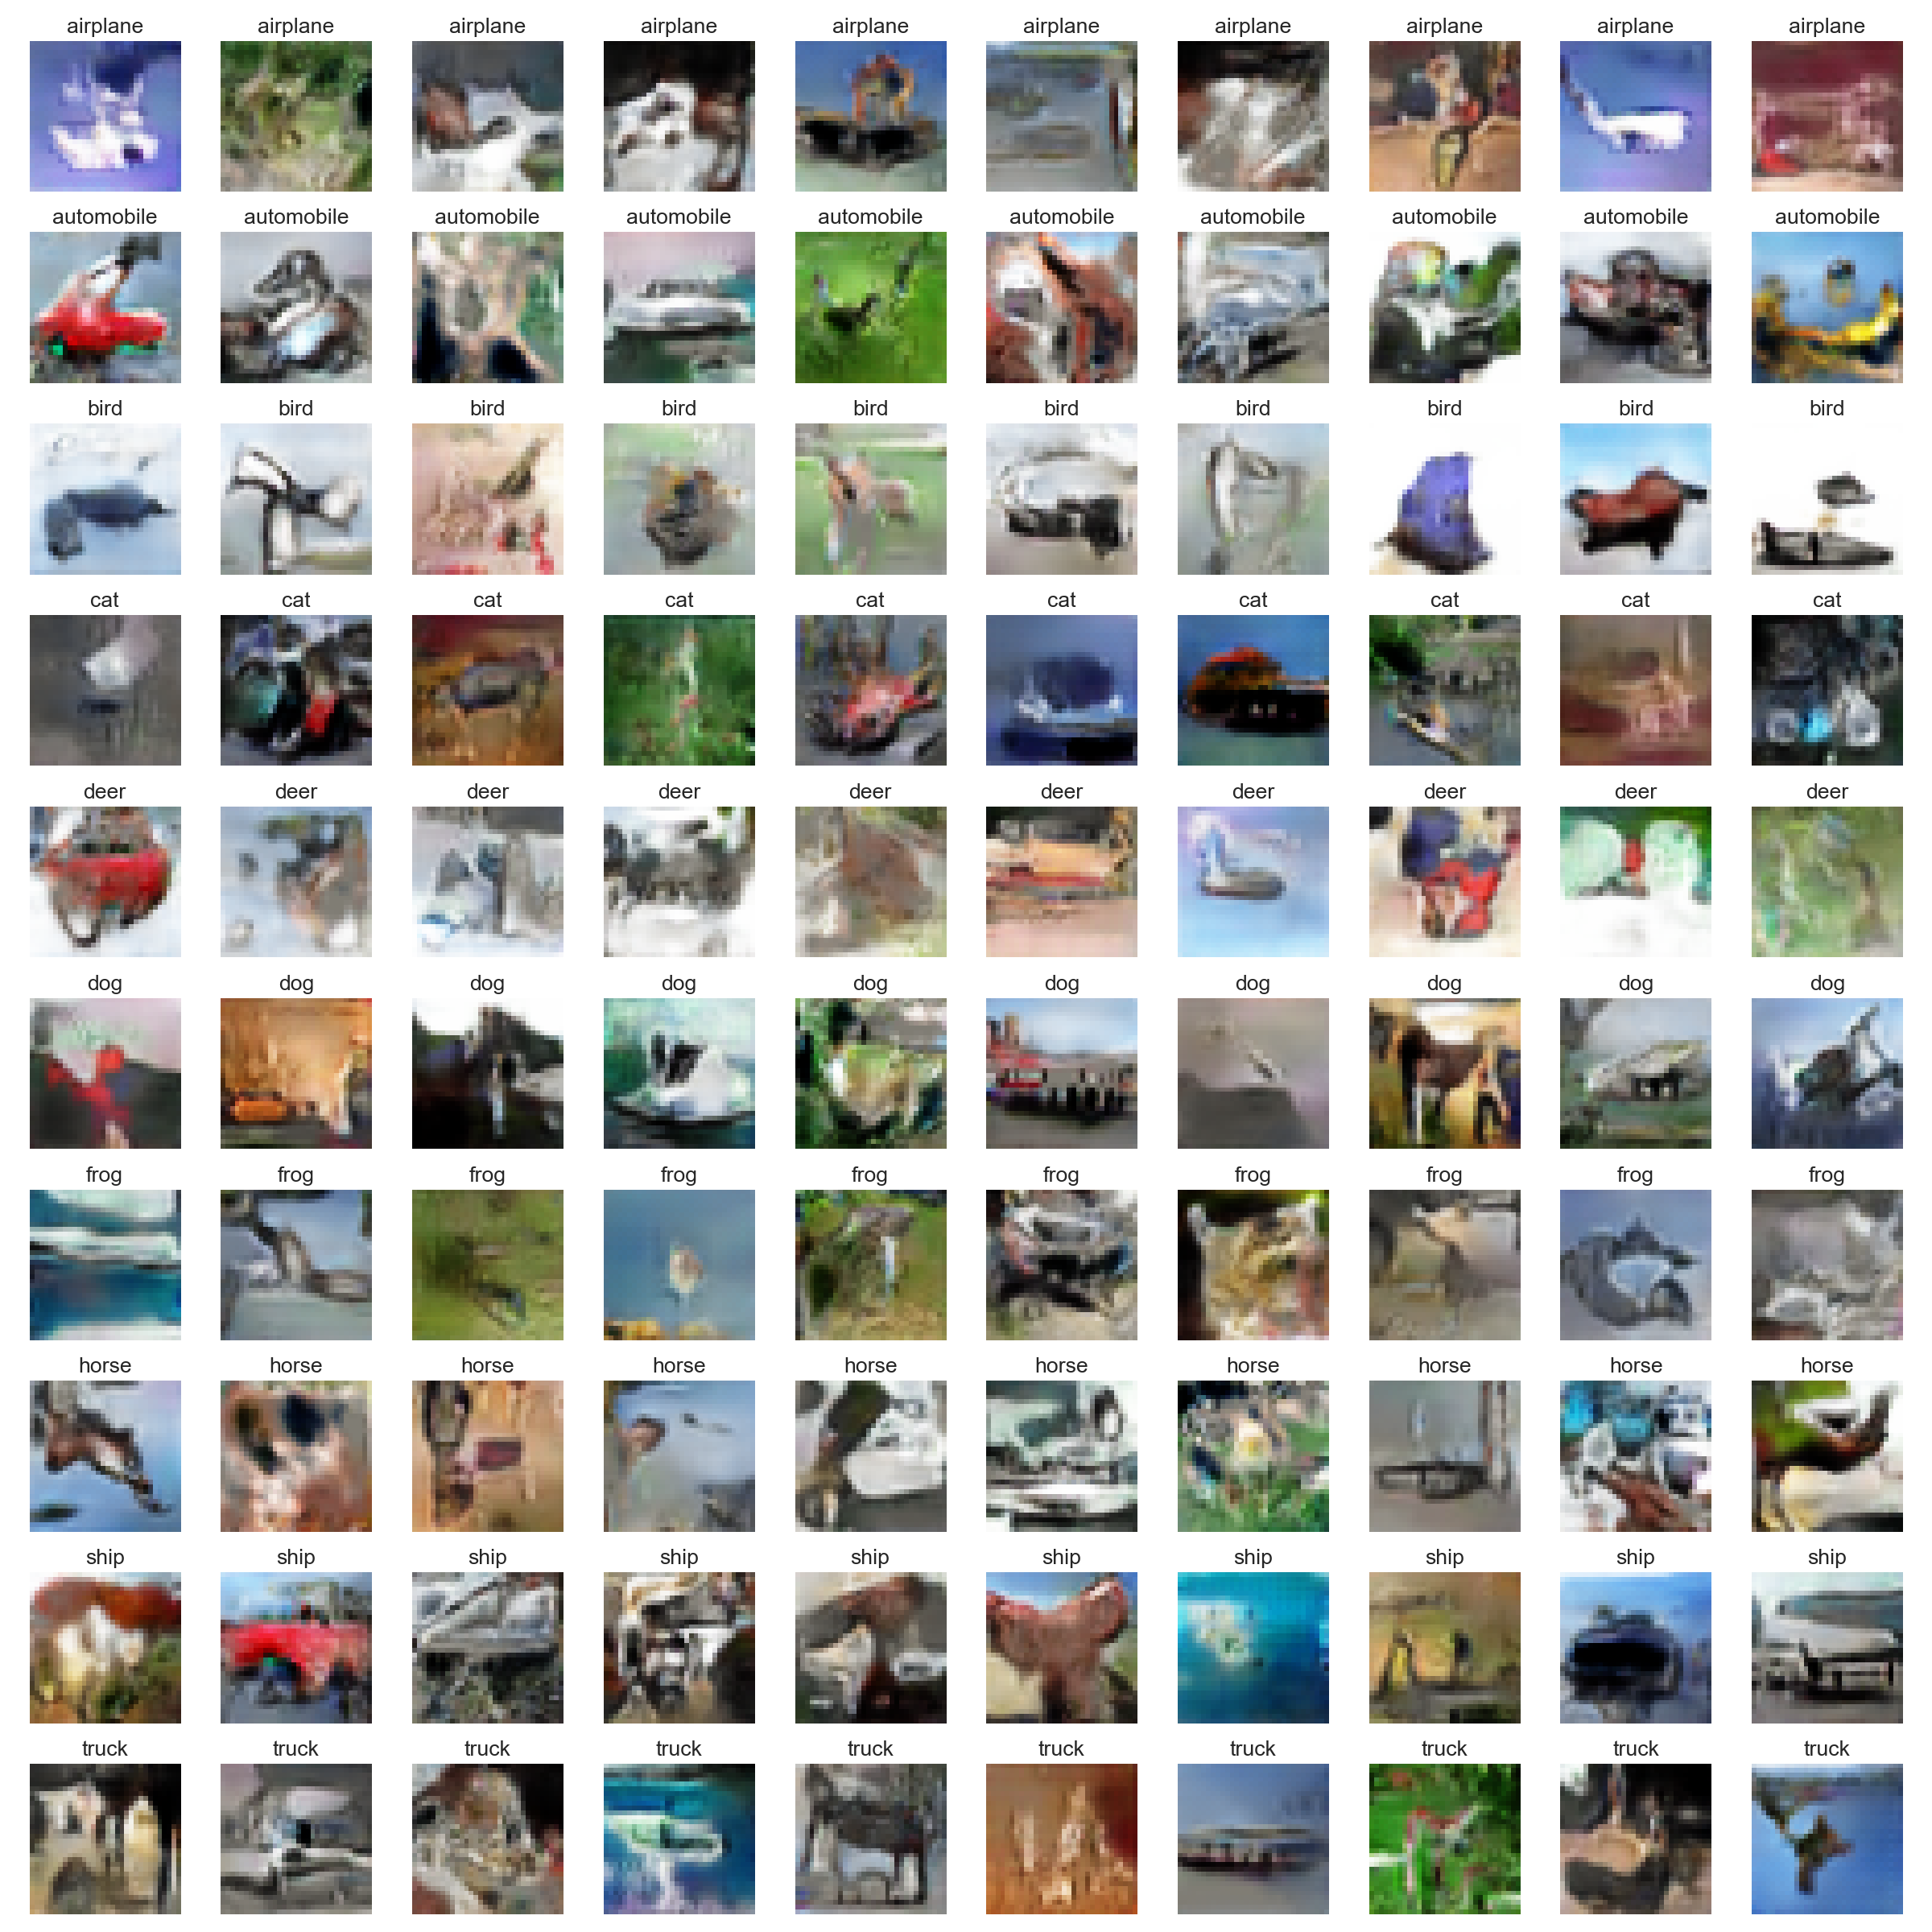 airplane airplane airplane airplane airplane airplane airplane airplane airplane airplane
automobile automobile automobile automobile automobile automobile automobile automobile automobile automobile
bird bird bird bird bird bird bird bird bird bird
cat cat cat cat cat cat cat cat cat cat
deer deer deer deer deer deer deer deer deer deer
dog dog dog dog dog dog dog dog dog dog
frog frog frog frog frog frog frog frog frog frog
horse horse horse horse horse horse horse horse horse horse
ship ship ship ship ship ship ship ship ship ship
truck truck truck truck truck truck truck truck truck truck